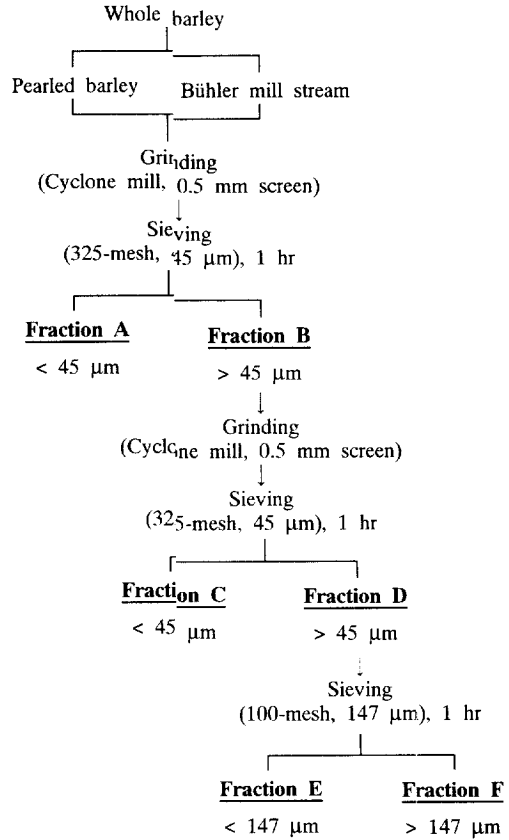 Whole barley
Pearled barley Bühler mill stream
Grinding
(Cyclone mill, 0.5 mm screen)
Sieving
(325-mesh, 45 μm), 1 hr
Fraction A Fraction B
< 45 μm > 45 μm
Grinding
(Cyclone mill, 0.5 mm screen)
Sieving
(325-mesh, 45 μm), 1 hr
Fraction C Fraction D
< 45 μm > 45 μm
Sieving
(100-mesh, 147 μm), 1 hr
Fraction E Fraction F
< 147 μm > 147 μm